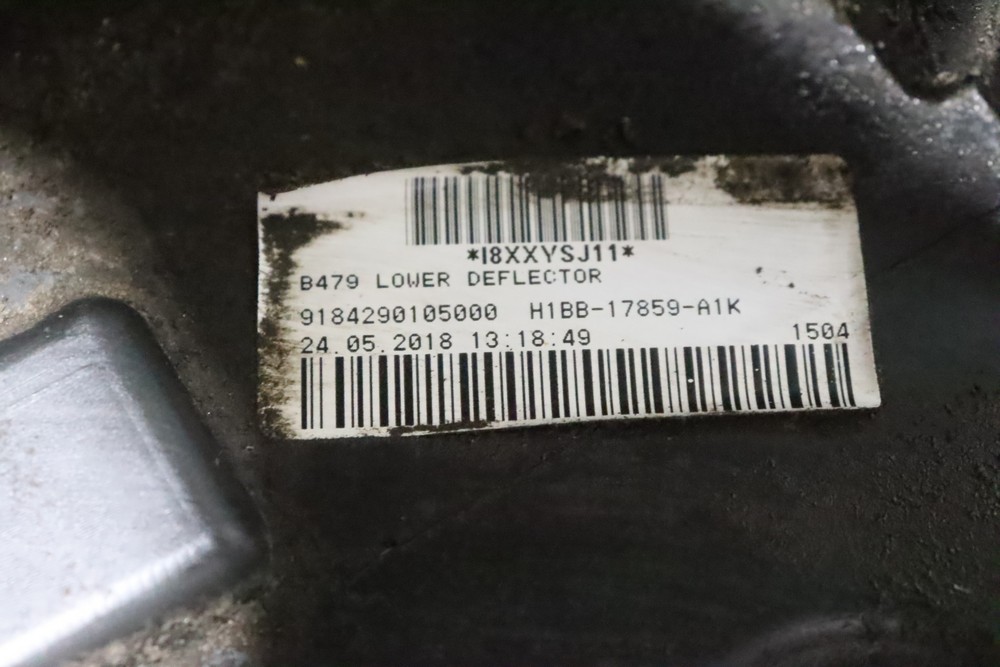 *I8XXYSJ11*
B479 LOWER DEFLECTOR
9184290105000 H1BB-17859-A1K
24.05.2018 13:18:49 1504